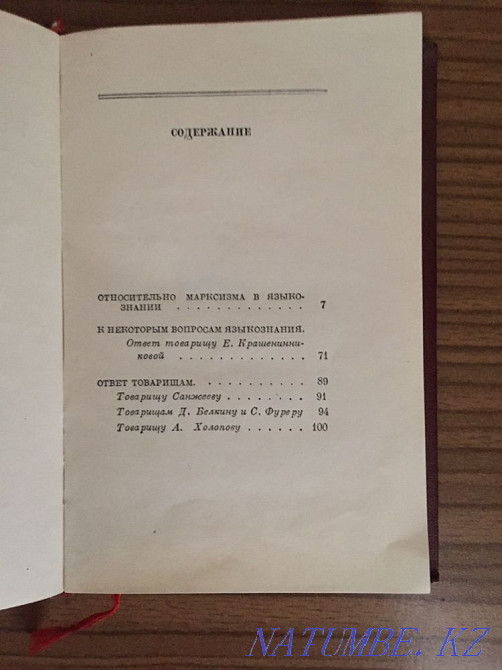 СОДЕРЖАНИЕ
ОТНОСИТЕЛЬНО МАРКСИЗМА В ЯЗЫКО-
ЗНАНИИ . . . . . . . . . . . . . 7
К НЕКОТОРЫМ ВОПРОСАМ ЯЗЫКОЗНАНИЯ.
Ответ товарищу Е. Крашенинни-
ковой . . . . . . . . . . . . . 71
ОТВЕТ ТОВАРИЩАМ. . . . . . . . . . 89
Товарищу Санжееву . . . . . . . . 91
Товарищам Д. Белкину и С. Фуреру 94
Товарищу А. Холопову . . . . . . 100
NATUMBE. KZ